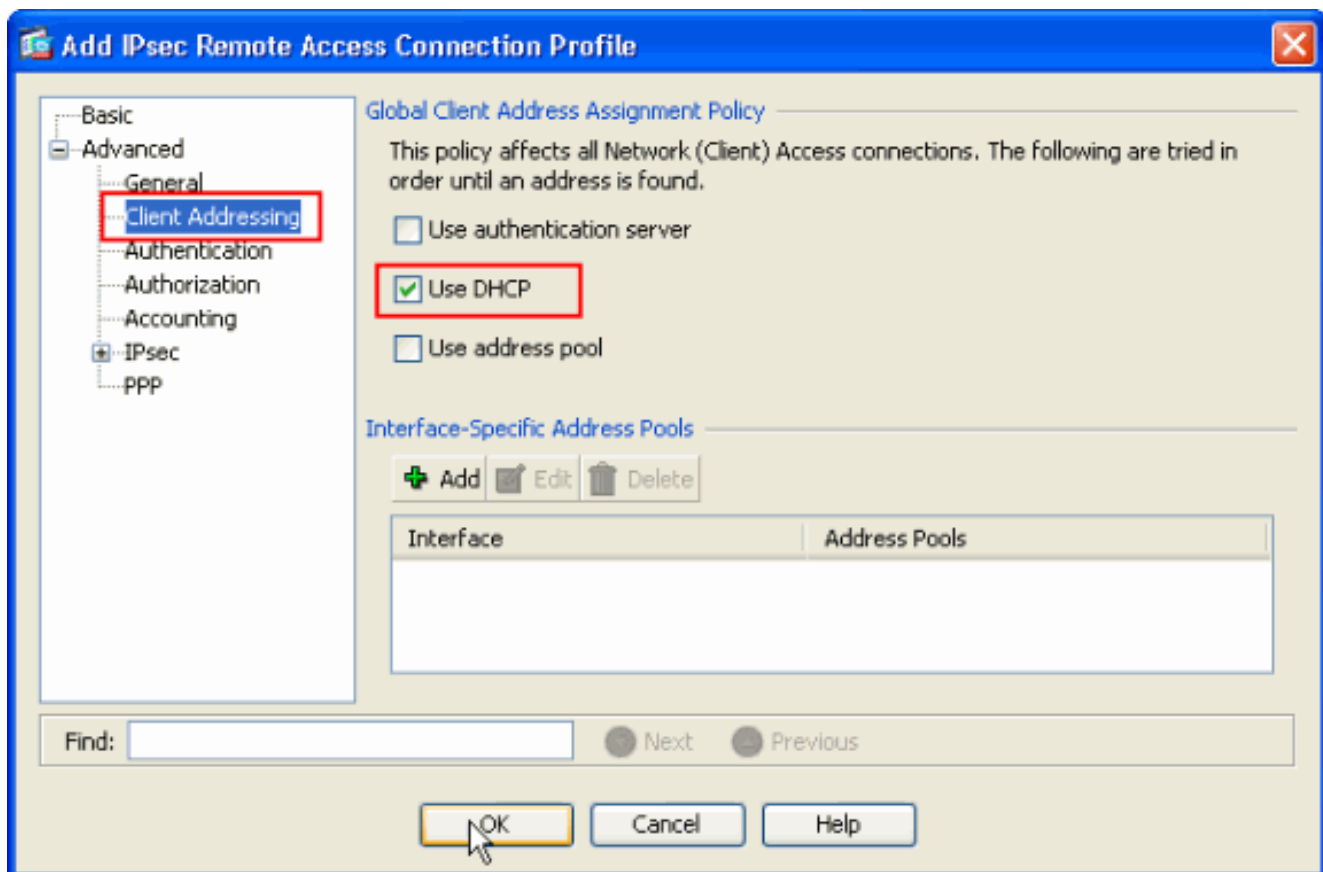 Add IPsec Remote Access Connection Profile
Basic
Advanced
General
Client Addressing
Authentication
Authorization
Accounting
IPsec
PPP
Global Client Address Assignment Policy
This policy affects all Network (Client) Access connections. The following are tried in
order until an address is found.
Use authentication server
Use DHCP
Use address pool
Interface-Specific Address Pools
Add Edit Delete
Interface Address Pools
Find: Next Previous
OK Cancel Help